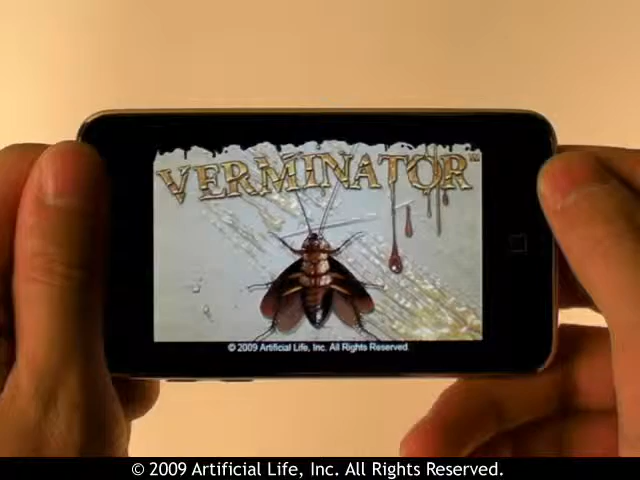 VERMINATOR™
© 2009 Artificial Life, Inc. All Rights Reserved.
© 2009 Artificial Life, Inc. All Rights Reserved.